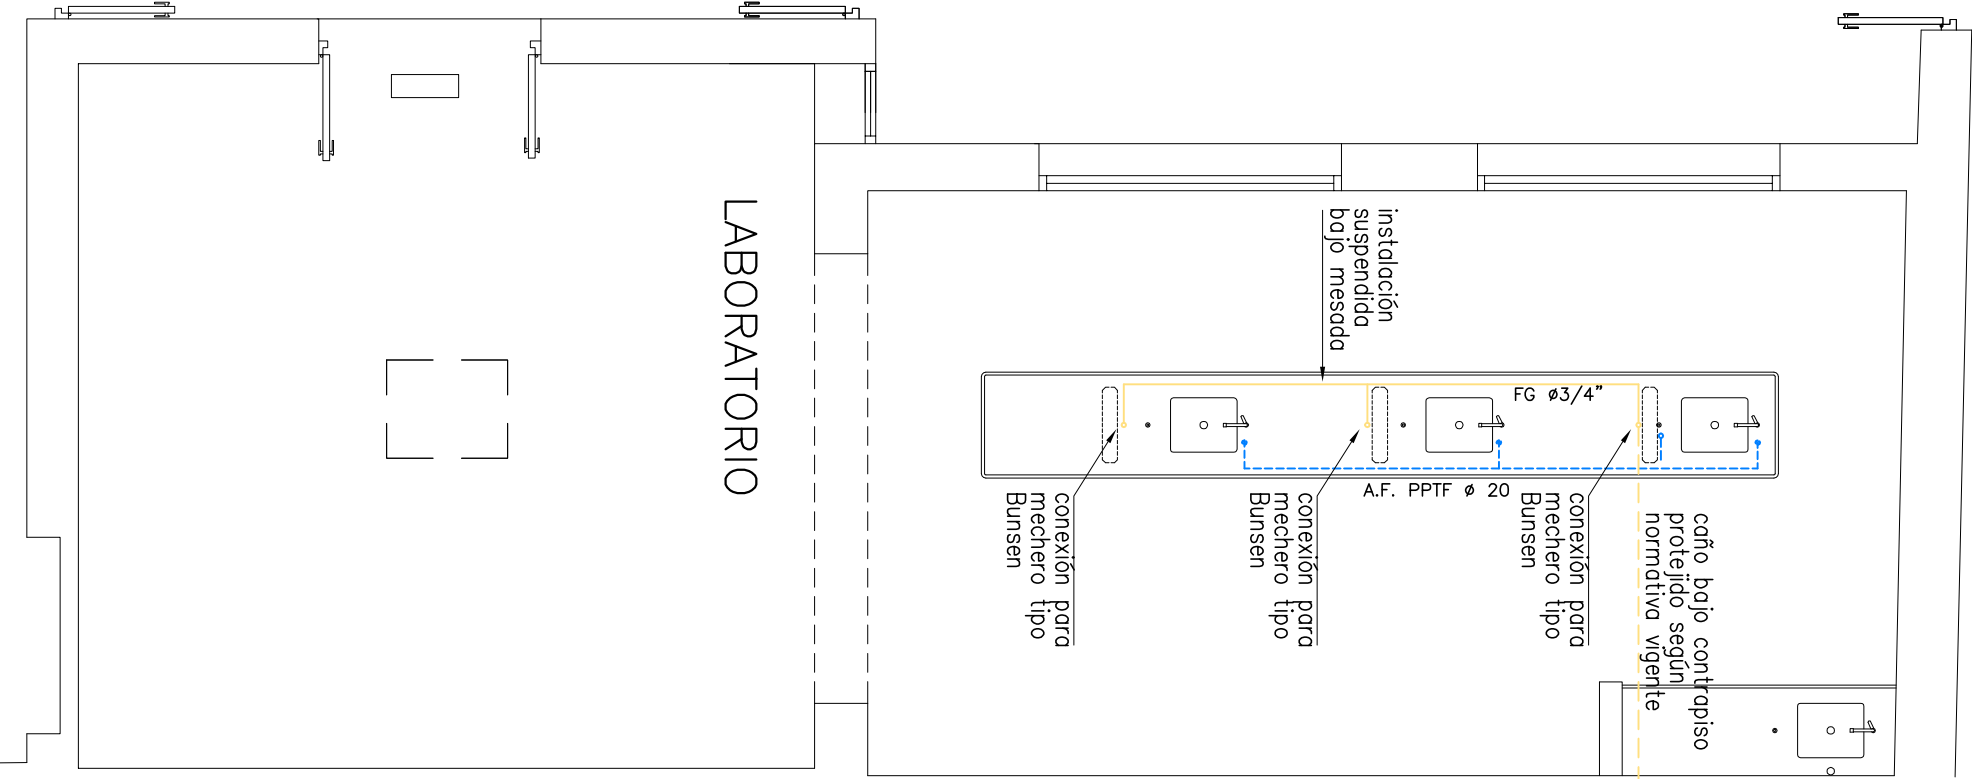 LABORATORIO
instalación
suspendida
bajo mesada
FG ø3/4"
A.F. PPTF ø 20
conexión para
mechero tipo
Bunsen
conexión para
mechero tipo
Bunsen
conexión para
mechero tipo
Bunsen
caño bajo contrapiso
protejido según
normativa vigente